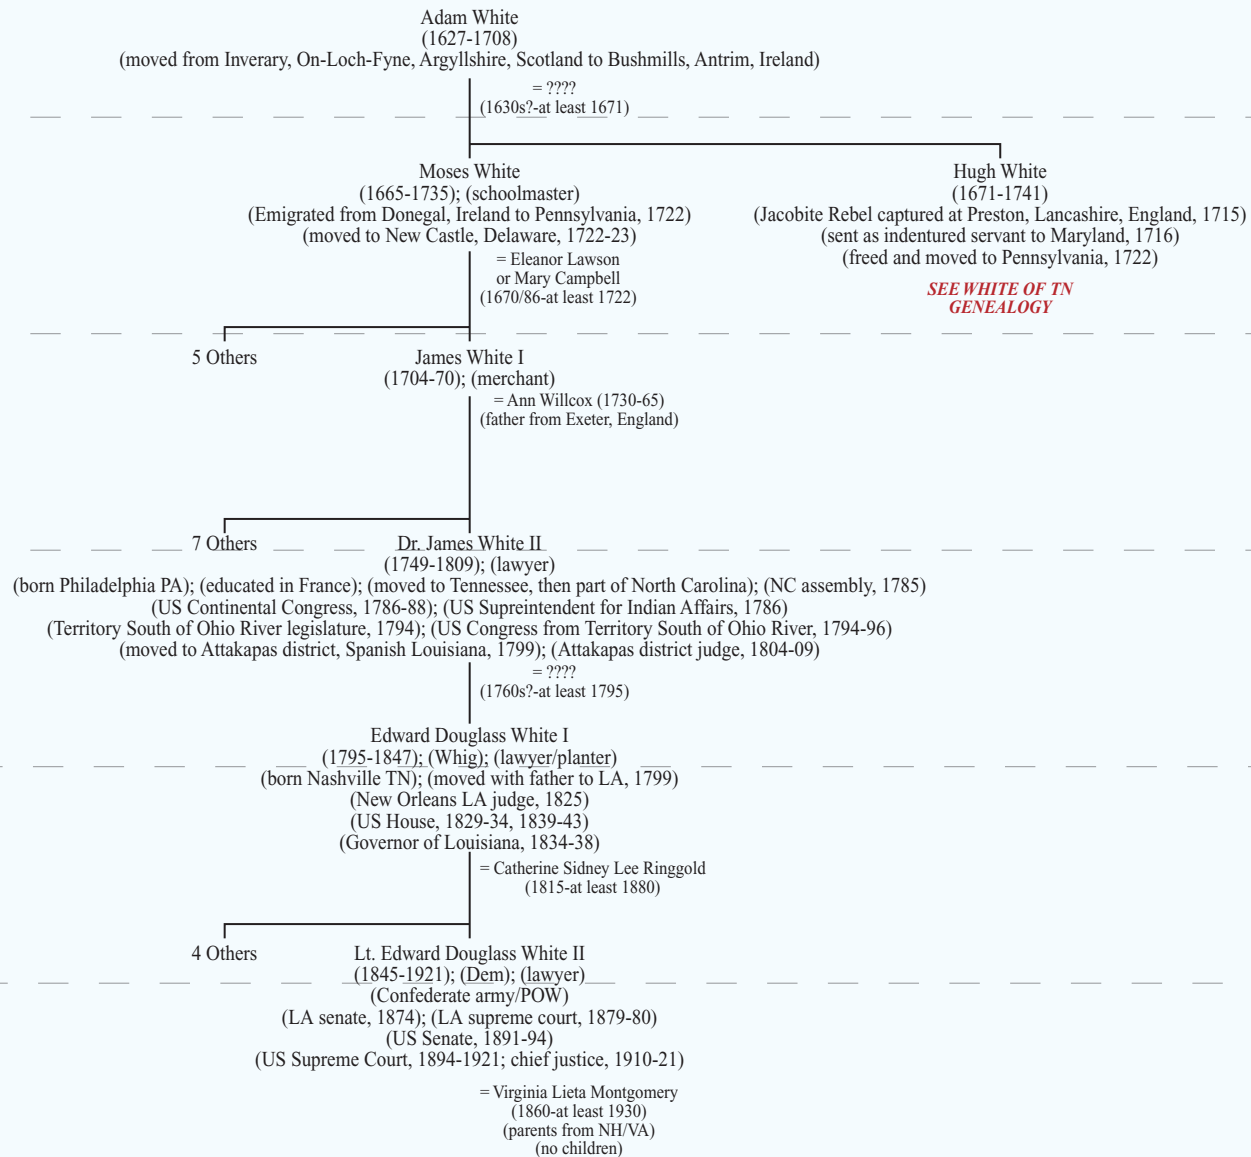 Adam White
(1627-1708)
(moved from Inverary, On-Loch-Fyne, Argyllshire, Scotland to Bushmills, Antrim, Ireland)
= ????
(1630s?-at least 1671)
Moses White
(1665-1735); (schoolmaster)
(Emigrated from Donegal, Ireland to Pennsylvania, 1722)
(moved to New Castle, Delaware, 1722-23)
= Eleanor Lawson
or Mary Campbell
(1670/86-at least 1722)
Hugh White
(1671-1741)
(Jacobite Rebel captured at Preston, Lancashire, England, 1715)
(sent as indentured servant to Maryland, 1716)
(freed and moved to Pennsylvania, 1722)
SEE WHITE OF TN
GENEALOGY
5 Others
James White I
(1704-70); (merchant)
= Ann Willcox (1730-65)
(father from Exeter, England)
7 Others
Dr. James White II
(1749-1809); (lawyer)
(born Philadelphia PA); (educated in France); (moved to Tennessee, then part of North Carolina); (NC assembly, 1785)
(US Continental Congress, 1786-88); (US Supreintendent for Indian Affairs, 1786)
(Territory South of Ohio River legislature, 1794); (US Congress from Territory South of Ohio River, 1794-96)
(moved to Attakapas district, Spanish Louisiana, 1799); (Attakapas district judge, 1804-09)
= ????
(1760s?-at least 1795)
Edward Douglass White I
(1795-1847); (Whig); (lawyer/planter)
(born Nashville TN); (moved with father to LA, 1799)
(New Orleans LA judge, 1825)
(US House, 1829-34, 1839-43)
(Governor of Louisiana, 1834-38)
= Catherine Sidney Lee Ringgold
(1815-at least 1880)
4 Others
Lt. Edward Douglass White II
(1845-1921); (Dem); (lawyer)
(Confederate army/POW)
(LA senate, 1874); (LA supreme court, 1879-80)
(US Senate, 1891-94)
(US Supreme Court, 1894-1921; chief justice, 1910-21)
= Virginia Lieta Montgomery
(1860-at least 1930)
(parents from NH/VA)
(no children)